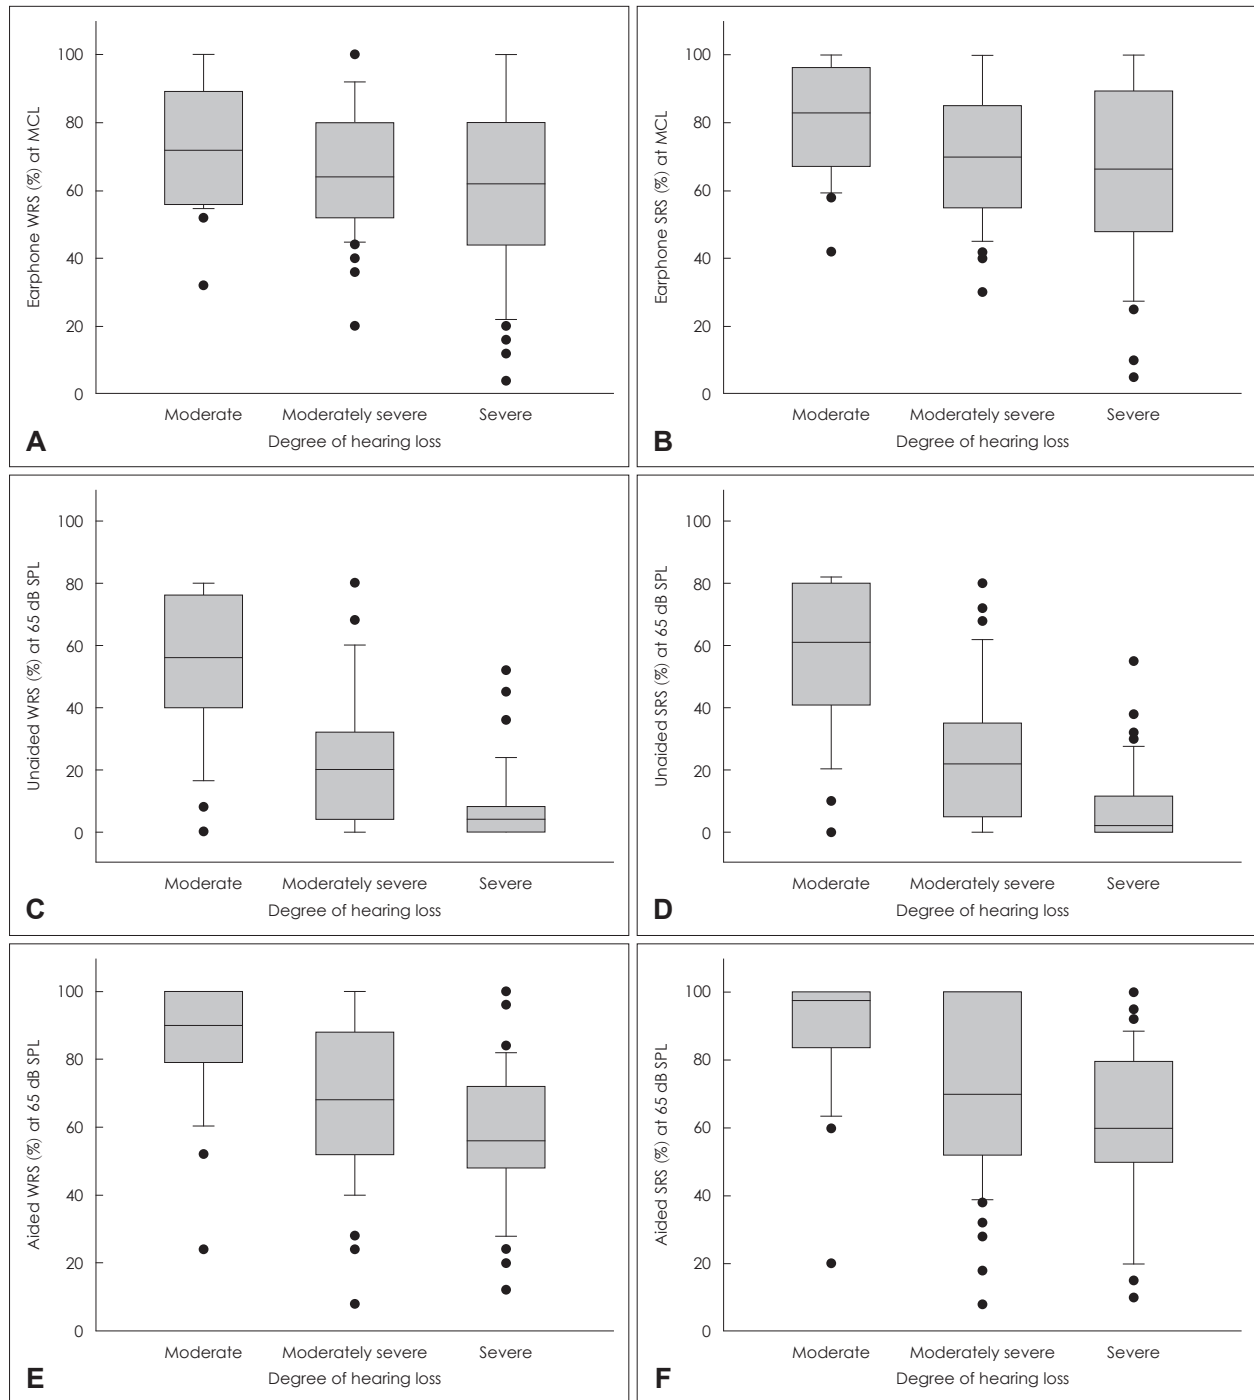 Earphone WRS (%) at MCL
100
80
60
40
20
0
Moderate Moderately severe Severe
Degree of hearing loss
A
Earphone SRS (%) at MCL
100
80
60
40
20
0
Moderate Moderately severe Severe
Degree of hearing loss
B
Unaided WRS (%) at 65 dB SPL
100
80
60
40
20
0
Moderate Moderately severe Severe
Degree of hearing loss
C
Unaided SRS (%) at 65 dB SPL
100
80
60
40
20
0
Moderate Moderately severe Severe
Degree of hearing loss
D
Aided WRS (%) at 65 dB SPL
100
80
60
40
20
0
Moderate Moderately severe Severe
Degree of hearing loss
E
Aided SRS (%) at 65 dB SPL
100
80
60
40
20
0
Moderate Moderately severe Severe
Degree of hearing loss
F